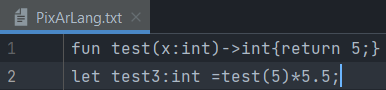 PixArLang.txt
1 fun test(x:int)->int{return 5;}
2 let test3:int =test(5)*5.5;